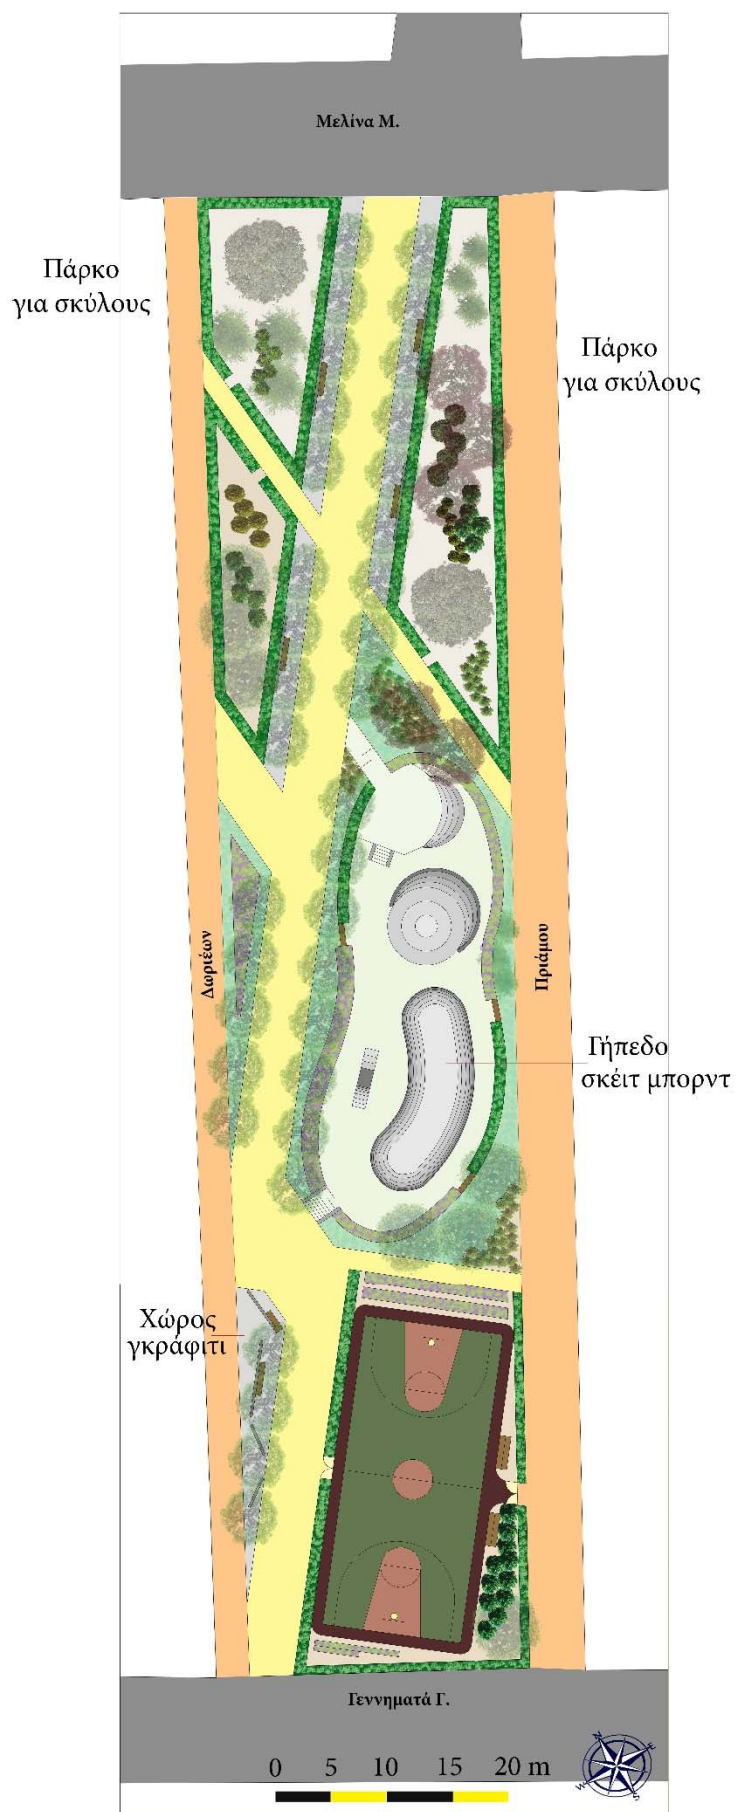 Μελίνα Μ.
Πάρκο
για σκύλους
Πάρκο
για σκύλους
Δωριέων
Πριάμου
Γήπεδο
σκέιτ μπορντ
Χώρος
γκράφιτι
Γεννηματά Γ.
0 5 10 15 20 m
N
E
S
W